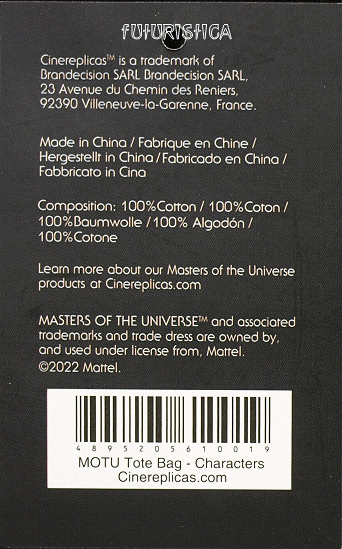 FUTURISTICA
Cinereplicas™ is a trademark of
Brandecision SARL Brandecision SARL,
23 Avenue du Chemin des Reniers,
92390 Villeneuve-la-Garenne, France.
Made in China / Fabrique en Chine /
Hergestellt in China / Fabricado en China /
Fabbricato in Cina
Composition: 100%Cotton / 100%Coton /
100%Baumwolle / 100% Algodón /
100%Cotone
Learn more about our Masters of the Universe
products at Cinereplicas.com
MASTERS OF THE UNIVERSE™ and associated
trademarks and trade dress are owned by,
and used under license from, Mattel.
©2022 Mattel.
4895205610019
MOTU Tote Bag - Characters
Cinereplicas.com